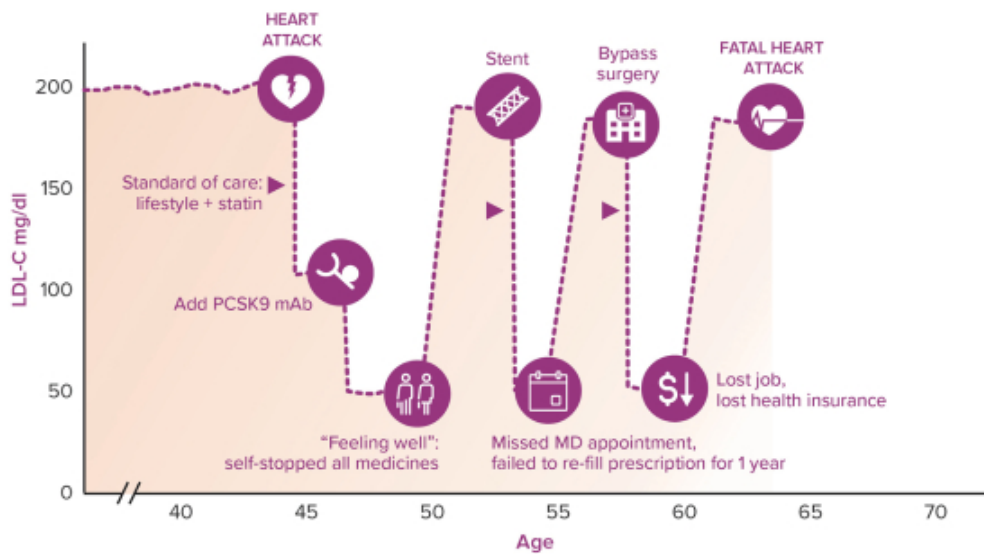 HEART
ATTACK
Stent
Bypass
surgery
FATAL HEART
ATTACK
LDL-C mg/dl
200
150
100
50
0
Standard of care:
lifestyle + statin
Add PCSK9 mAb
$
Lost job,
lost health insurance
“Feeling well”:
self-stopped all medicines
Missed MD appointment,
failed to re-fill prescription for 1 year
40
45
50
55
60
65
70
Age